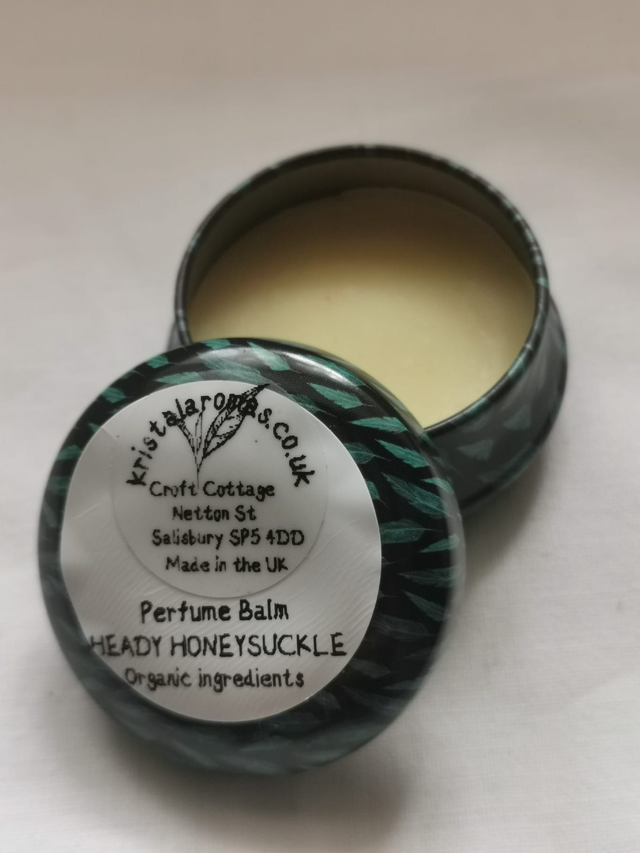 kristalaromas.co.uk
Croft Cottage
Netton St
Salisbury SP5 4DD
Made in the UK
Perfume Balm
HEADY HONEYSUCKLE
Organic ingredients